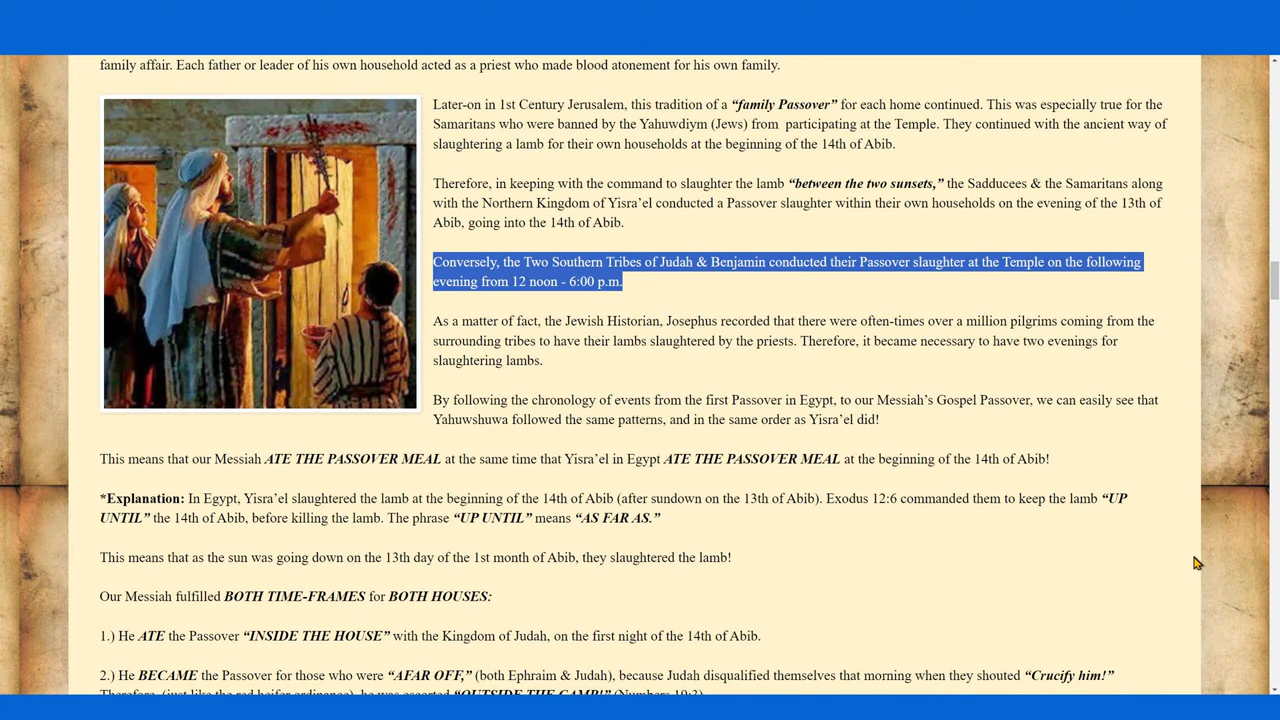 family affair. Each father or leader of his own household acted as a priest who made blood atonement for his own family.
Later-on in 1st Century Jerusalem, this tradition of a “family Passover” for each home continued. This was especially true for the
Samaritans who were banned by the Yahuwdiym (Jews) from participating at the Temple. They continued with the ancient way of
slaughtering a lamb for their own households at the beginning of the 14th of Abib.
Therefore, in keeping with the command to slaughter the lamb “between the two sunsets,” the Sadducees & the Samaritans along
with the Northern Kingdom of Yisra’el conducted a Passover slaughter within their own households on the evening of the 13th of
Abib, going into the 14th of Abib.
Conversely, the Two Southern Tribes of Judah & Benjamin conducted their Passover slaughter at the Temple on the following
evening from 12 noon - 6:00 p.m.
As a matter of fact, the Jewish Historian, Josephus recorded that there were often-times over a million pilgrims coming from the
surrounding tribes to have their lambs slaughtered by the priests. Therefore, it became necessary to have two evenings for
slaughtering lambs.
By following the chronology of events from the first Passover in Egypt, to our Messiah’s Gospel Passover, we can easily see that
Yahuwshuwa followed the same patterns, and in the same order as Yisra’el did!
This means that our Messiah ATE THE PASSOVER MEAL at the same time that Yisra’el in Egypt ATE THE PASSOVER MEAL at the beginning of the 14th of Abib!
*Explanation: In Egypt, Yisra’el slaughtered the lamb at the beginning of the 14th of Abib (after sundown on the 13th of Abib). Exodus 12:6 commanded them to keep the lamb “UP
UNTIL” the 14th of Abib, before killing the lamb. The phrase “UP UNTIL” means “AS FAR AS.”
This means that as the sun was going down on the 13th day of the 1st month of Abib, they slaughtered the lamb!
Our Messiah fulfilled BOTH TIME-FRAMES for BOTH HOUSES:
1.) He ATE the Passover “INSIDE THE HOUSE” with the Kingdom of Judah, on the first night of the 14th of Abib.
2.) He BECAME the Passover for those who were “AFAR OFF,” (both Ephraim & Judah), because Judah disqualified themselves that morning when they shouted “Crucify him!”
Therefore, (just like the red heifer ordinance), he was escorted “OUTSIDE THE CAMP!” (Numbers 19:3)